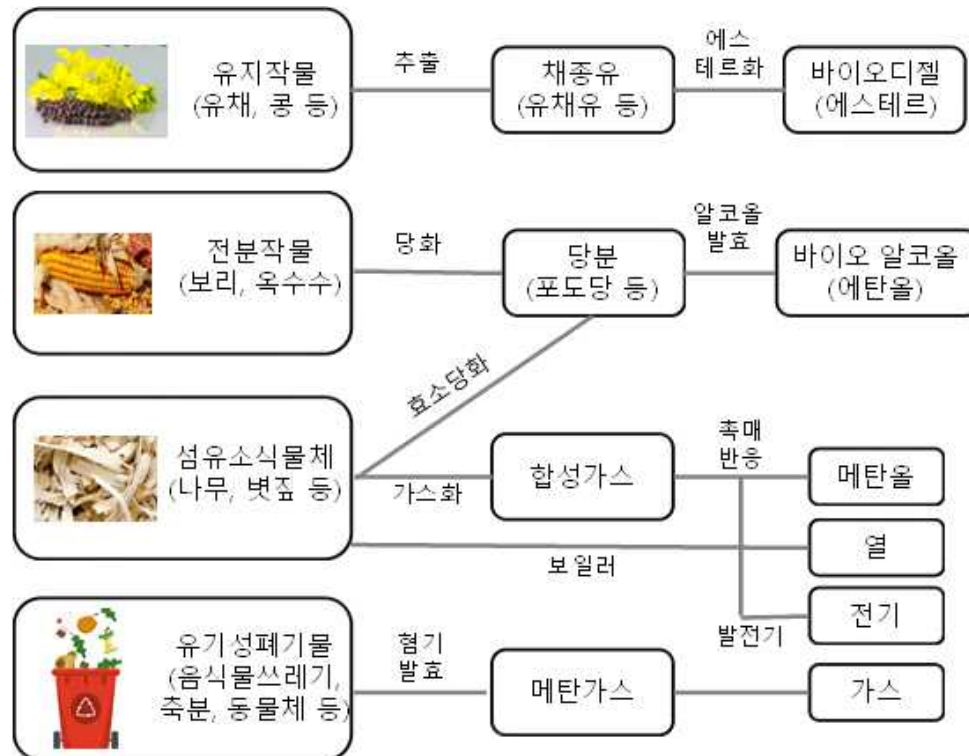 유지작물
(유채, 콩 등)
추출
채종유
(유채유 등)
에스
테르화
바이오디젤
(에스테르)
전분작물
(보리, 옥수수)
당화
당분
(포도당 등)
알코올
발효
바이오 알코올
(에탄올)
효소당화
섬유소식물체
(나무, 볏짚 등)
가스화
합성가스
촉매
반응
메탄올
보일러
열
발전기
전기
유기성폐기물
(음식물쓰레기,
축분, 동물체 등)
혐기
발효
메탄가스
가스